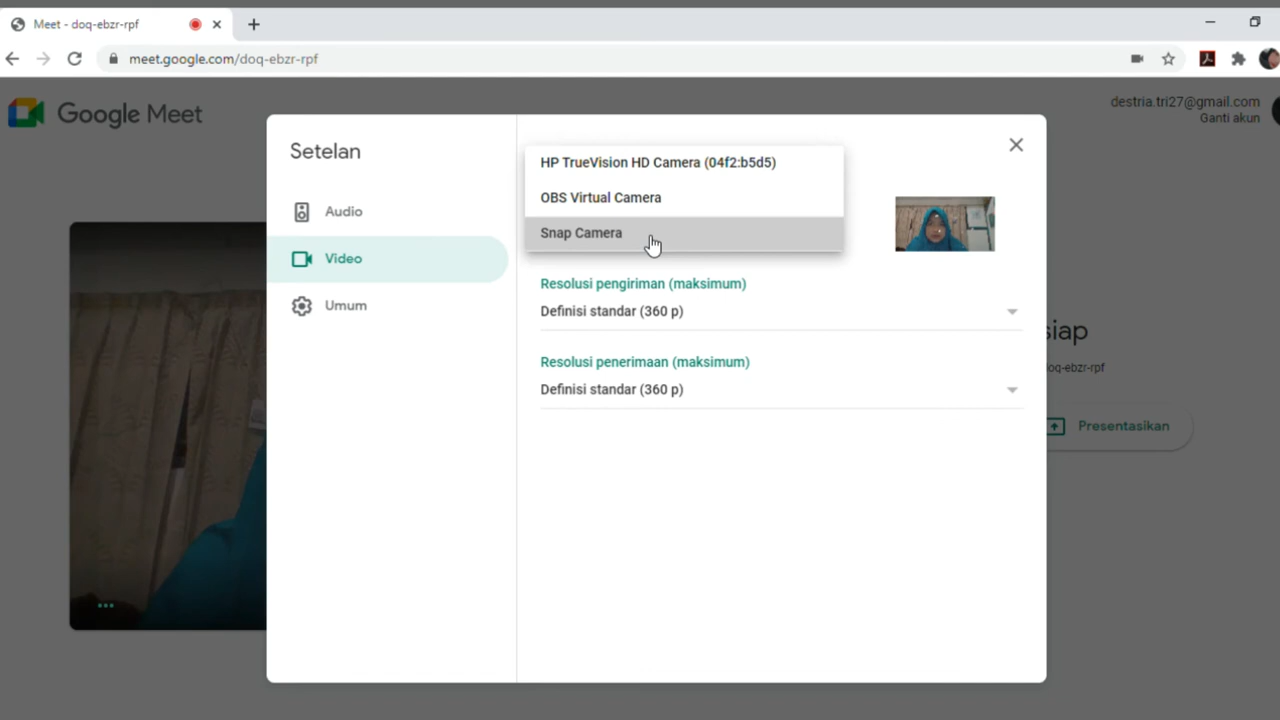 Meet - doq-ebzr-rpf
meet.google.com/doq-ebzr-rpf
Google Meet
destria.tri27@gmail.com
Ganti akun
Setelan
HP TrueVision HD Camera (04f2:b5d5)
OBS Virtual Camera
Snap Camera
Audio
Video
Umum
Resolusi pengiriman (maksimum)
Definisi standar (360 p)
Resolusi penerimaan (maksimum)
Definisi standar (360 p)
siap
oq-ebzr-rpf
Presentasikan